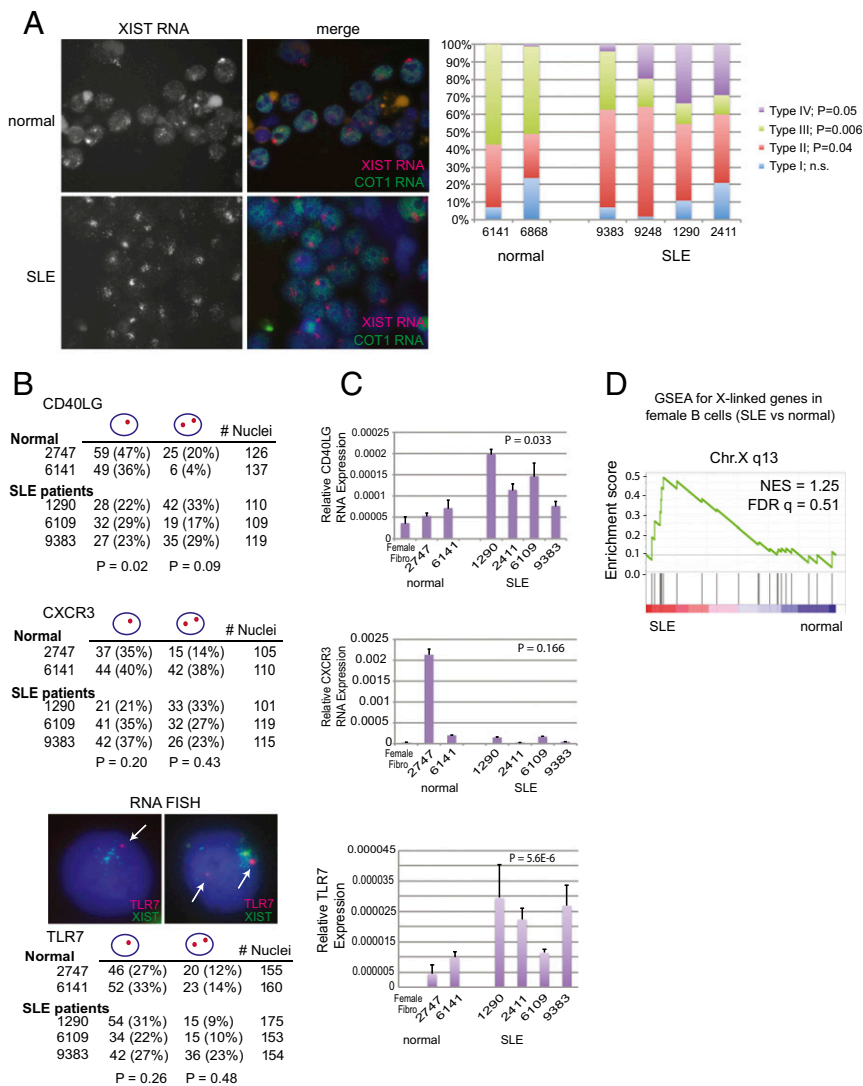 A
XIST RNA
merge
normal
XIST RNA
COT1 RNA
SLE
XIST RNA
COT1 RNA
100%
90%
80%
70%
60%
50%
40%
30%
20%
10%
0%
6141 6868 9383 9248 1290 2411
normal SLE
Type IV; P=0.05
Type III; P=0.006
Type II; P=0.04
Type I; n.s.
B
CD40LG
# Nuclei
Normal
2747 59 (47%) 25 (20%) 126
6141 49 (36%) 6 (4%) 137
SLE patients
1290 28 (22%) 42 (33%) 110
6109 32 (29%) 19 (17%) 109
9383 27 (23%) 35 (29%) 119
P = 0.02 P = 0.09
CXCR3
# Nuclei
Normal
2747 37 (35%) 15 (14%) 105
6141 44 (40%) 42 (38%) 110
SLE patients
1290 21 (21%) 33 (33%) 101
6109 41 (35%) 32 (27%) 119
9383 42 (37%) 26 (23%) 115
P = 0.20 P = 0.43
RNA FISH
TLR7
XIST
TLR7
XIST
TLR7
# Nuclei
Normal
2747 46 (27%) 20 (12%) 155
6141 52 (33%) 23 (14%) 160
SLE patients
1290 54 (31%) 15 (9%) 175
6109 34 (22%) 15 (10%) 153
9383 42 (27%) 36 (23%) 154
P = 0.26 P = 0.48
C
Relative CD40LG
RNA Expression
0.00025
0.0002
0.00015
0.0001
0.00005
0
P = 0.033
Female
Fibro
2747 6141 1290 2411 6109 9383
normal SLE
Relative CXCR3
RNA Expression
0.0025
0.002
0.0015
0.001
0.0005
0
P = 0.166
Female
Fibro
2747 6141 1290 2411 6109 9383
normal SLE
Relative TLR7
Expression
0.000045
0.00004
0.000035
0.00003
0.000025
0.00002
0.000015
0.00001
0.000005
0
P = 5.6E-6
Female
Fibro
2747 6141 1290 2411 6109 9383
normal SLE
D
GSEA for X-linked genes in
female B cells (SLE vs normal)
Chr.X q13
NES = 1.25
FDR q = 0.51
Enrichment score
0.5
0.4
0.3
0.2
0.1
0.0
SLE normal